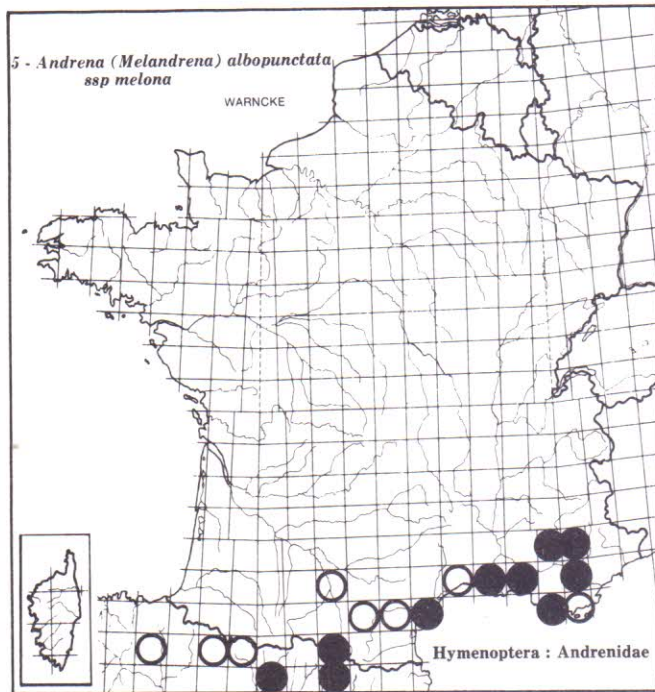 5 - Andrena (Melandrena) albopunctata
ssp melona
WARNCKE
Hymenoptera : Andrenidae